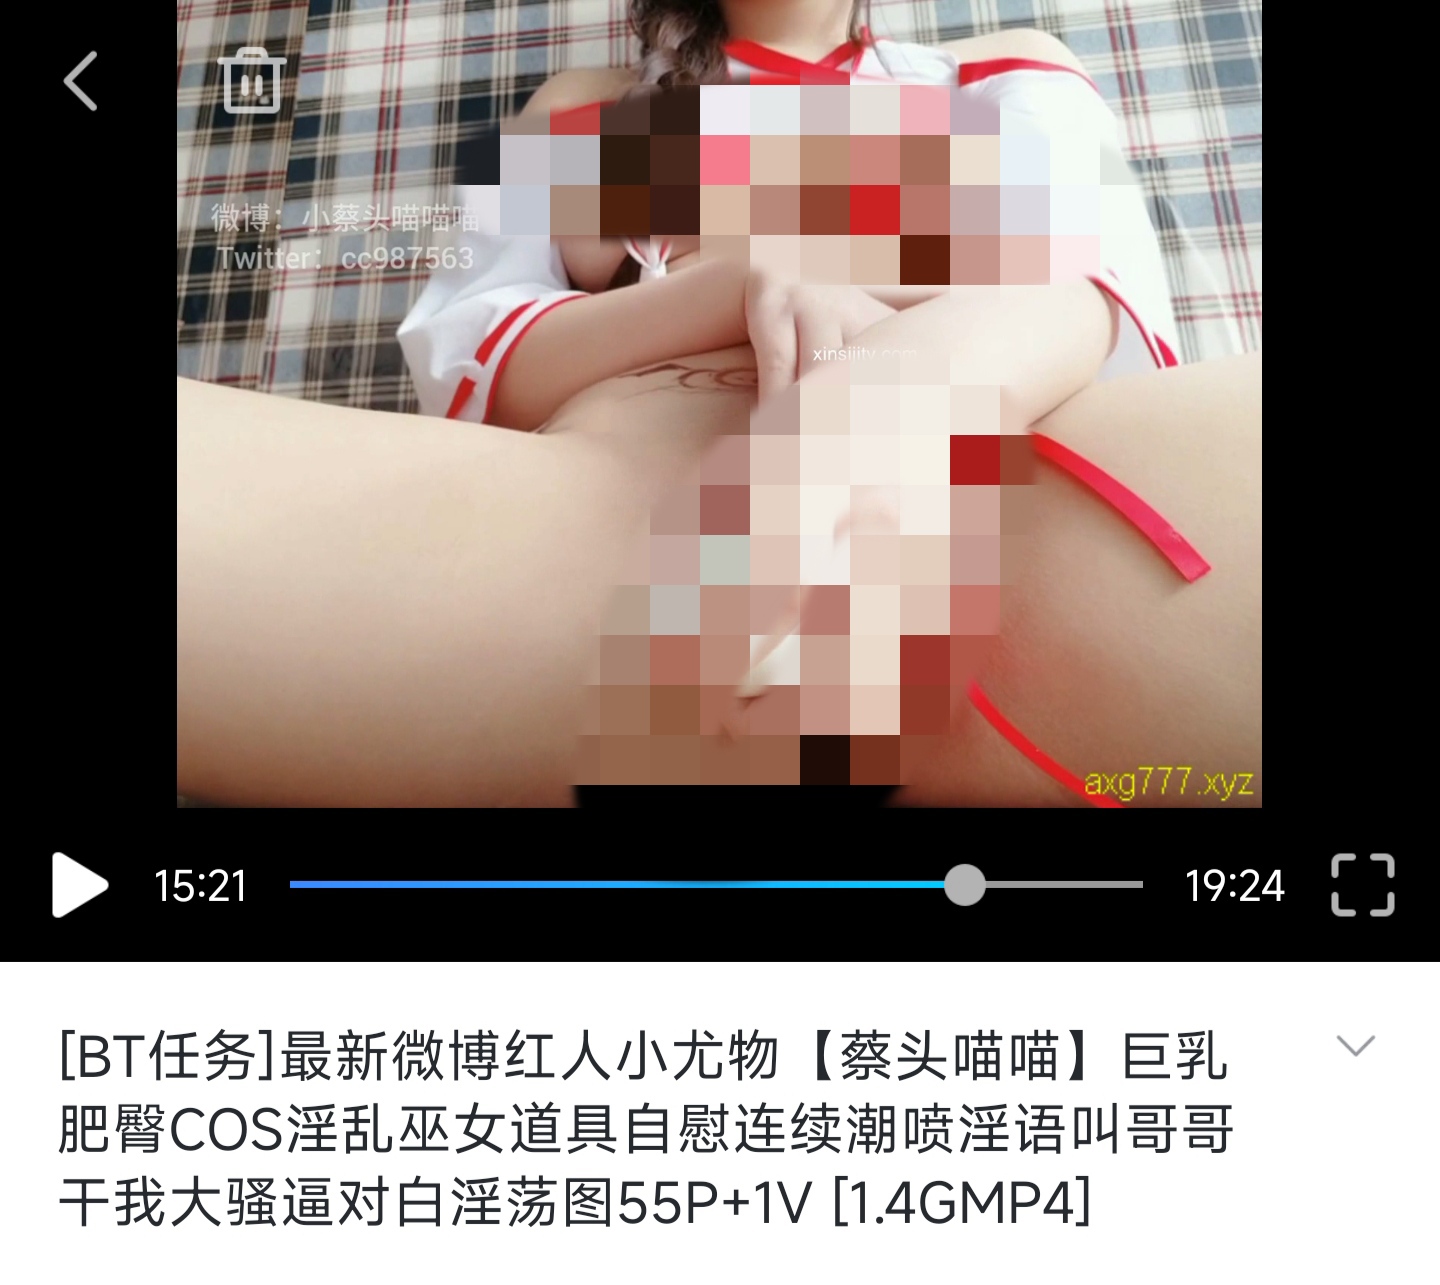 微博：小蔡头喵喵喵
Twitter：cc987563
xinsijitv.com
axg777.xyz
15:21
19:24
[BT任务]最新微博红人小尤物【蔡头喵喵】巨乳
肥臀COS淫乱巫女道具自慰连续潮喷淫语叫哥哥
干我大骚逼对白淫荡图55P+1V [1.4GMP4]